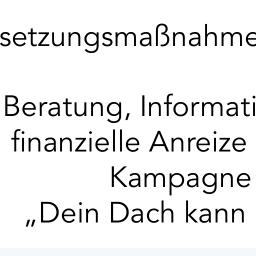 setzungsmaßnahme
Beratung, Informati
finanzielle Anreize
Kampagne
„Dein Dach kann